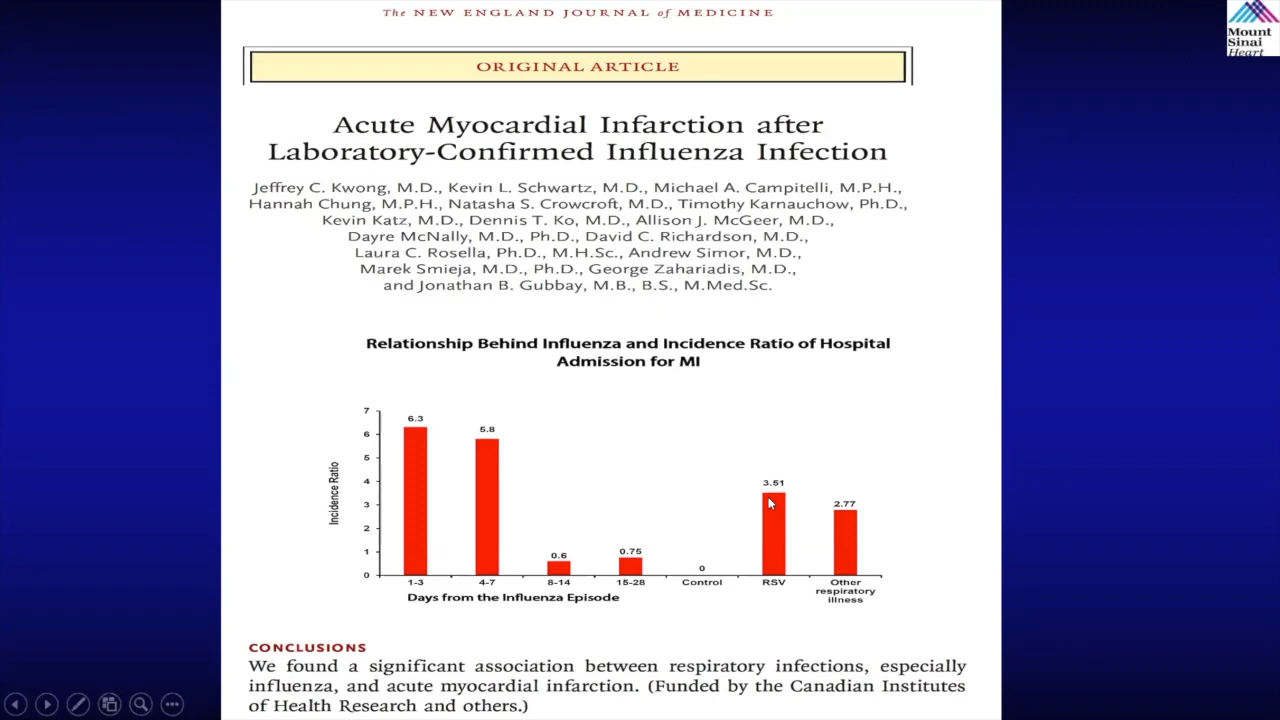 The NEW ENGLAND JOURNAL of MEDICINE
Mount
Sinai
Heart
ORIGINAL ARTICLE
Acute Myocardial Infarction after
Laboratory-Confirmed Influenza Infection
Jeffrey C. Kwong, M.D., Kevin L. Schwartz, M.D., Michael A. Campitelli, M.P.H.,
Hannah Chung, M.P.H., Natasha S. Crowcroft, M.D., Timothy Karnauchow, Ph.D.,
Kevin Katz, M.D., Dennis T. Ko, M.D., Allison J. McGeer, M.D.,
Dayre McNally, M.D., Ph.D., David C. Richardson, M.D.,
Laura C. Rosella, Ph.D., M.H.Sc., Andrew Simor, M.D.,
Marek Smieja, M.D., Ph.D., George Zahariadis, M.D.,
and Jonathan B. Gubbay, M.B., B.S., M.Med.Sc.
Relationship Behind Influenza and Incidence Ratio of Hospital
Admission for MI
Incidence Ratio
7
6
5
4
3
2
1
0
6.3
5.8
0.6
0.75
0
3.51
2.77
1-3
4-7
8-14
15-28
Control
RSV
Other
respiratory
illness
Days from the Influenza Episode
CONCLUSIONS
We found a significant association between respiratory infections, especially
influenza, and acute myocardial infarction. (Funded by the Canadian Institutes
of Health Research and others.)